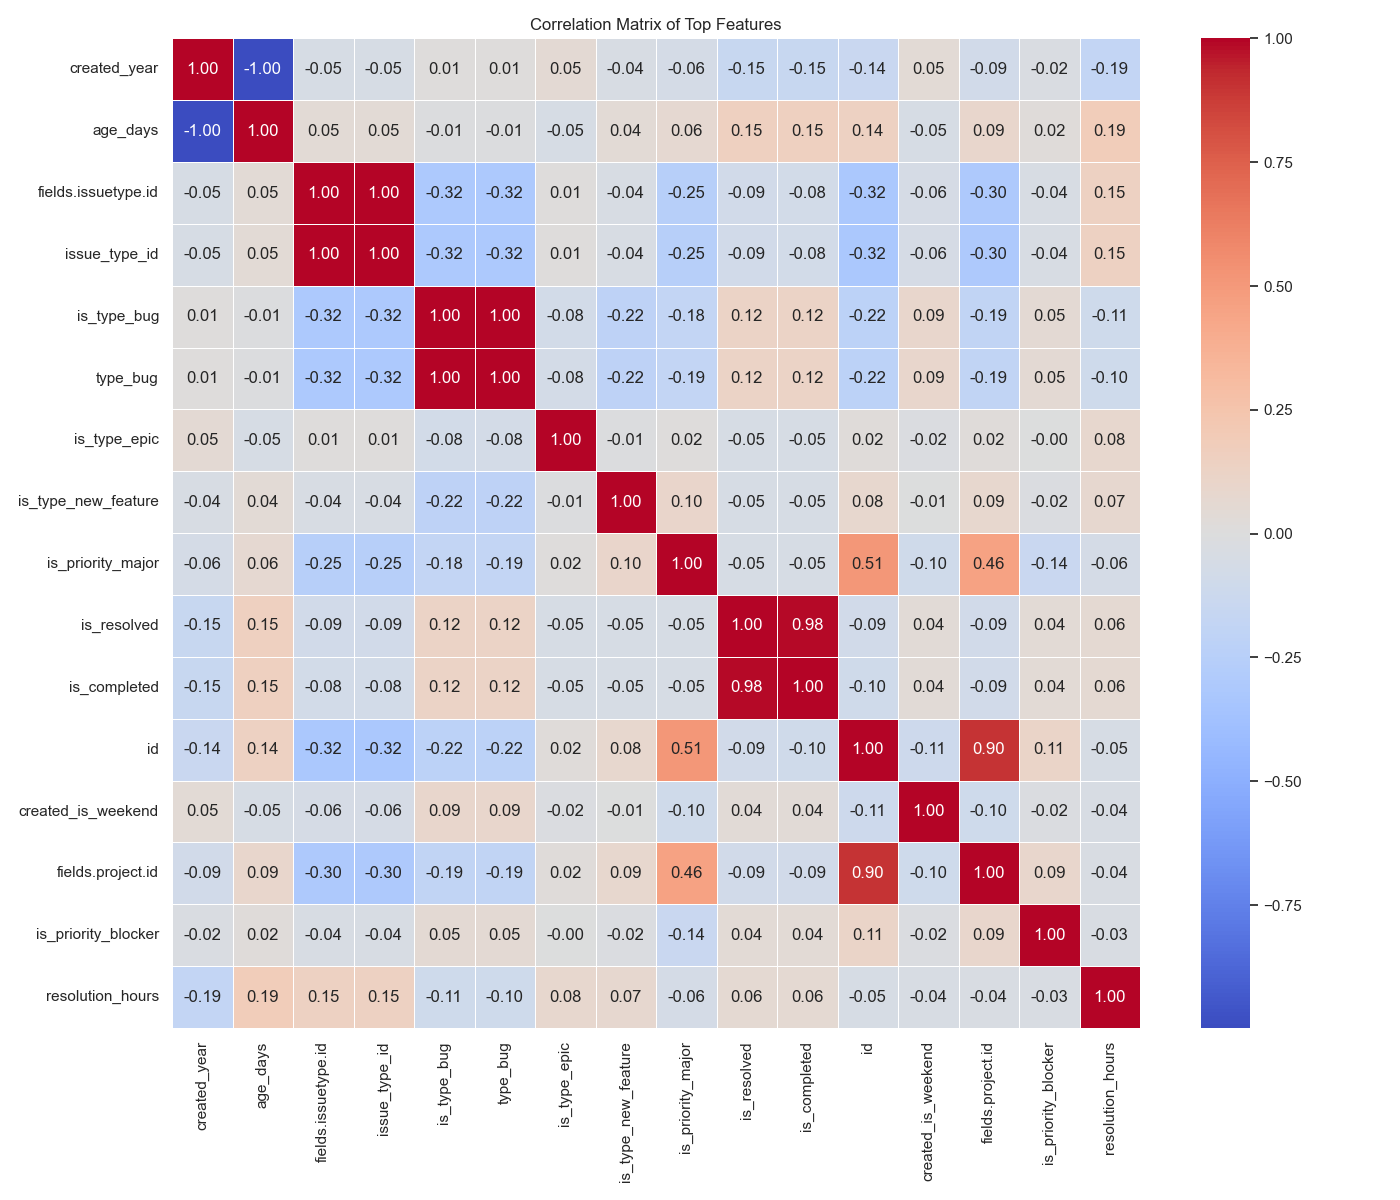 Correlation Matrix of Top Features
created_year 1.00 -1.00 -0.05 -0.05 0.01 0.01 0.05 -0.04 -0.06 -0.15 -0.15 -0.14 0.05 -0.09 -0.02 -0.19
age_days -1.00 1.00 0.05 0.05 -0.01 -0.01 -0.05 0.04 0.06 0.15 0.15 0.14 -0.05 0.09 0.02 0.19
fields.issuetype.id -0.05 0.05 1.00 1.00 -0.32 -0.32 0.01 -0.04 -0.25 -0.09 -0.08 -0.32 -0.06 -0.30 -0.04 0.15
issue_type_id -0.05 0.05 1.00 1.00 -0.32 -0.32 0.01 -0.04 -0.25 -0.09 -0.08 -0.32 -0.06 -0.30 -0.04 0.15
is_type_bug 0.01 -0.01 -0.32 -0.32 1.00 1.00 -0.08 -0.22 -0.18 0.12 0.12 -0.22 0.09 -0.19 0.05 -0.11
type_bug 0.01 -0.01 -0.32 -0.32 1.00 1.00 -0.08 -0.22 -0.19 0.12 0.12 -0.22 0.09 -0.19 0.05 -0.10
is_type_epic 0.05 -0.05 0.01 0.01 -0.08 -0.08 1.00 -0.01 0.02 -0.05 -0.05 0.02 -0.02 0.02 -0.00 0.08
is_type_new_feature -0.04 0.04 -0.04 -0.04 -0.22 -0.22 -0.01 1.00 0.10 -0.05 -0.05 0.08 -0.01 0.09 -0.02 0.07
is_priority_major -0.06 0.06 -0.25 -0.25 -0.18 -0.19 0.02 0.10 1.00 -0.05 -0.05 0.51 -0.10 0.46 -0.14 -0.06
is_resolved -0.15 0.15 -0.09 -0.09 0.12 0.12 -0.05 -0.05 -0.05 1.00 0.98 -0.09 0.04 -0.09 0.04 0.06
is_completed -0.15 0.15 -0.08 -0.08 0.12 0.12 -0.05 -0.05 -0.05 0.98 1.00 -0.10 0.04 -0.09 0.04 0.06
id -0.14 0.14 -0.32 -0.32 -0.22 -0.22 0.02 0.08 0.51 -0.09 -0.10 1.00 -0.11 0.90 0.11 -0.05
created_is_weekend 0.05 -0.05 -0.06 -0.06 0.09 0.09 -0.02 -0.01 -0.10 0.04 0.04 -0.11 1.00 -0.10 -0.02 -0.04
fields.project.id -0.09 0.09 -0.30 -0.30 -0.19 -0.19 0.02 0.09 0.46 -0.09 -0.09 0.90 -0.10 1.00 0.09 -0.04
is_priority_blocker -0.02 0.02 -0.04 -0.04 0.05 0.05 -0.00 -0.02 -0.14 0.04 0.04 0.11 -0.02 0.09 1.00 -0.03
resolution_hours -0.19 0.19 0.15 0.15 -0.11 -0.10 0.08 0.07 -0.06 0.06 0.06 -0.05 -0.04 -0.04 -0.03 1.00
created_year
age_days
fields.issuetype.id
issue_type_id
is_type_bug
type_bug
is_type_epic
is_type_new_feature
is_priority_major
is_resolved
is_completed
id
created_is_weekend
fields.project.id
is_priority_blocker
resolution_hours
1.00
0.75
0.50
0.25
0.00
−0.25
−0.50
−0.75